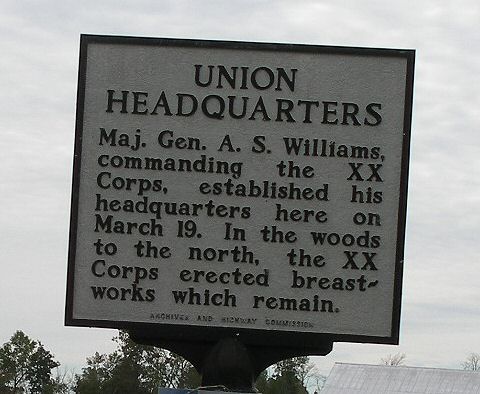 UNION
HEADQUARTERS
Maj. Gen. A. S. Williams,
commanding the XX
Corps, established his
headquarters here on
March 19. In the woods
to the north, the XX
Corps erected breast-
works which remain.
ARCHIVES AND HIGHWAY COMMISSION